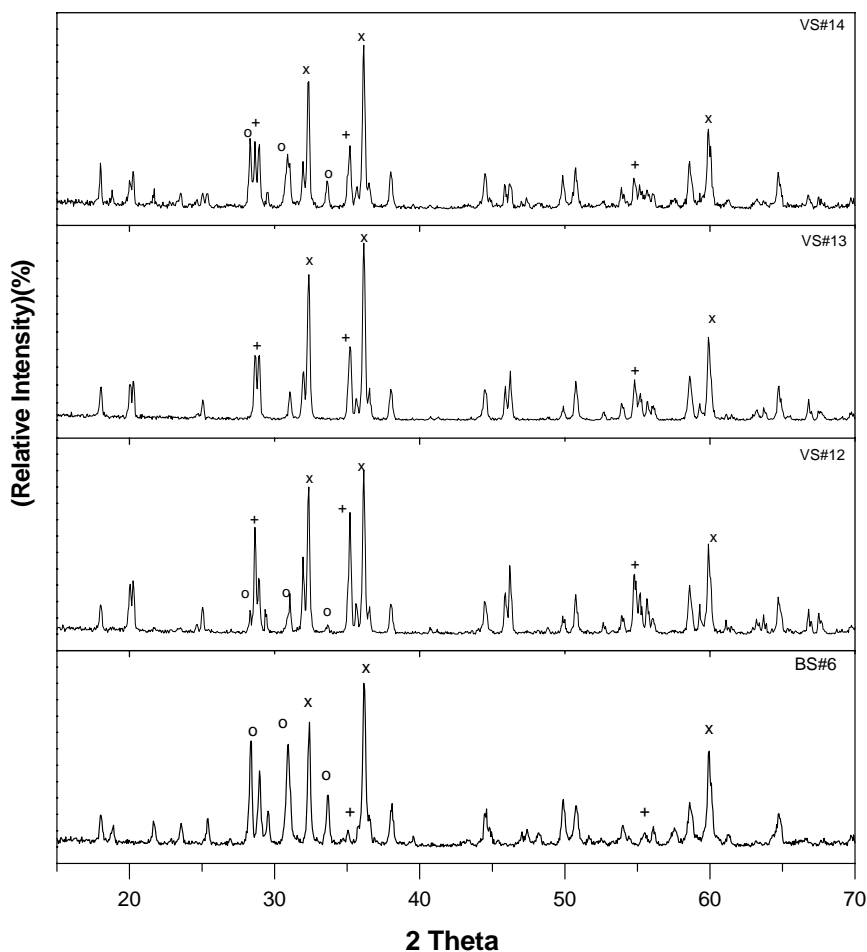 VS#14
x
x
+
o
o
+
o
+
x
VS#13
x
x
+
+
+
x
VS#12
x
x
+
+
o
o
o
+
x
BS#6
x
x
o
o
o
+
+
x
(Relative Intensity)(%)
20 30 40 50 60 70
2 Theta